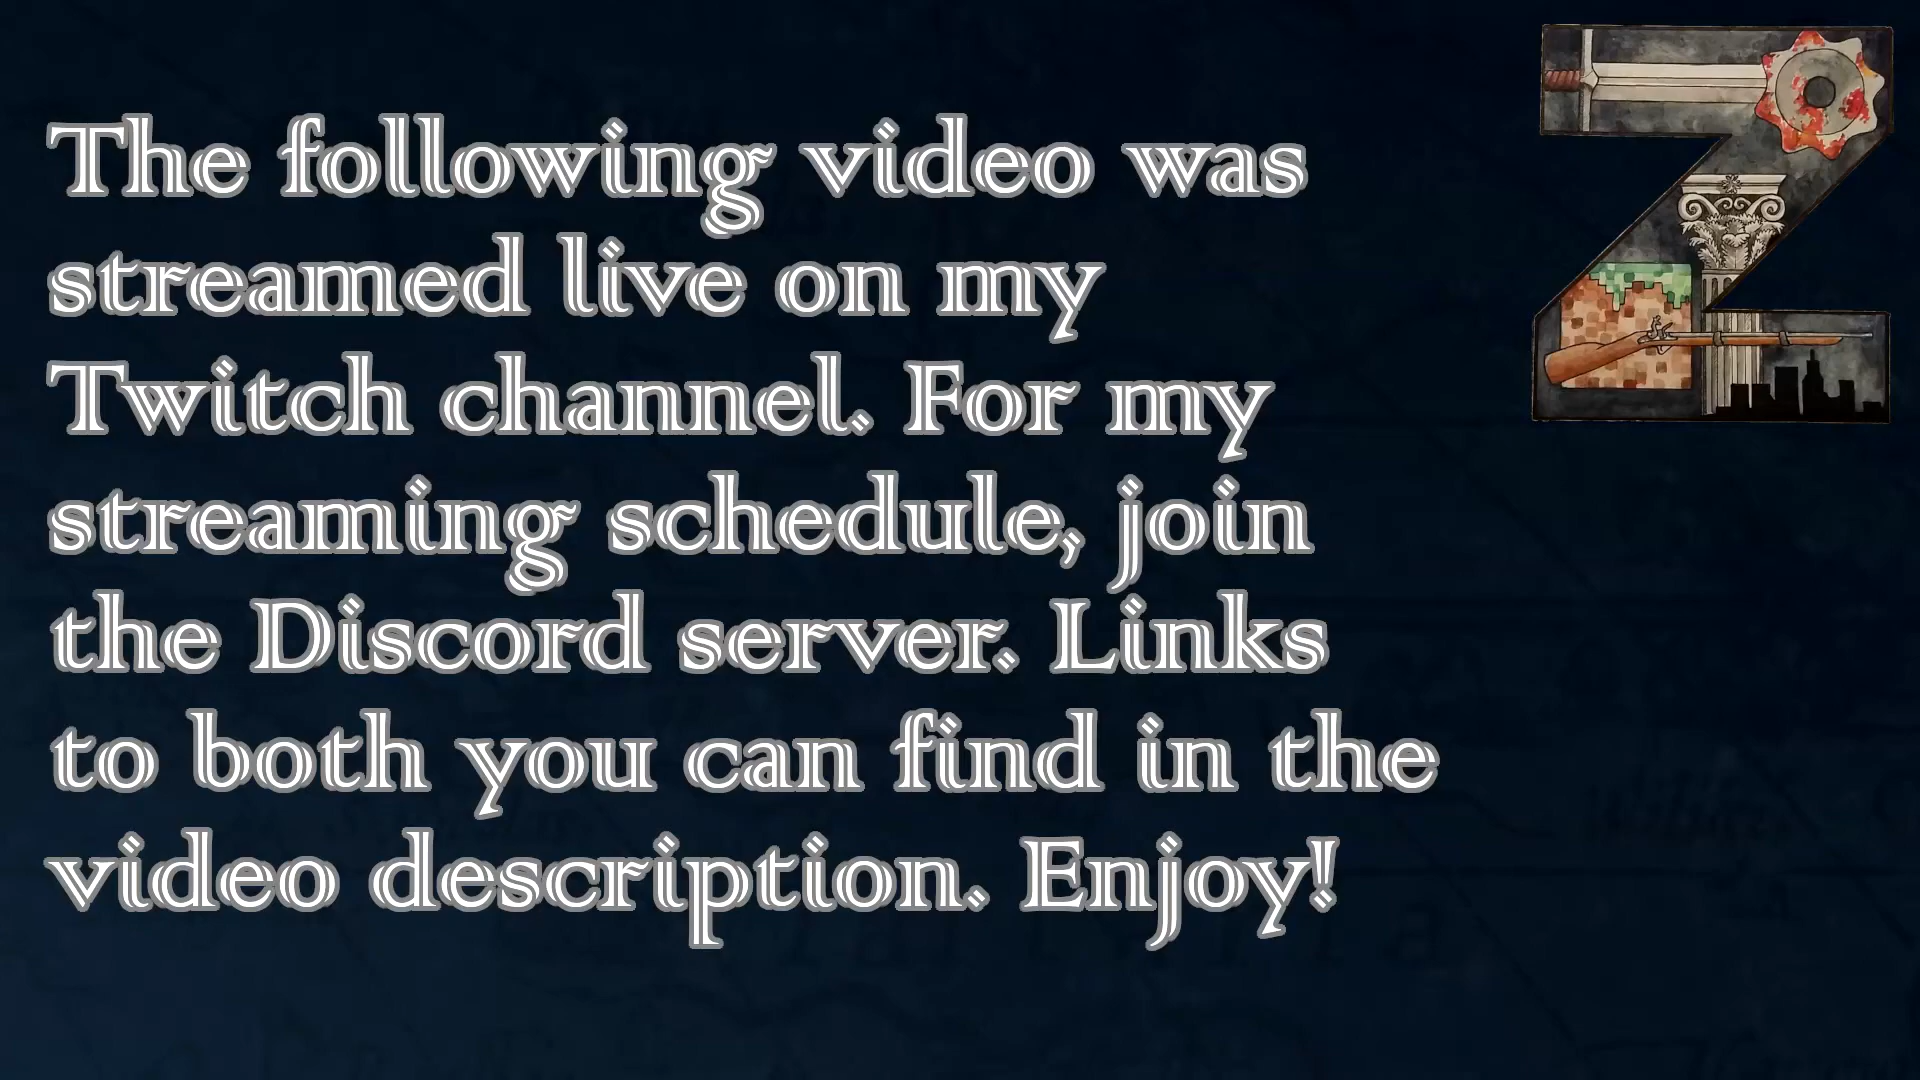 The following video was
streamed live on my
Twitch channel. For my
streaming schedule, join
the Discord server. Links
to both you can find in the
video description. Enjoy!